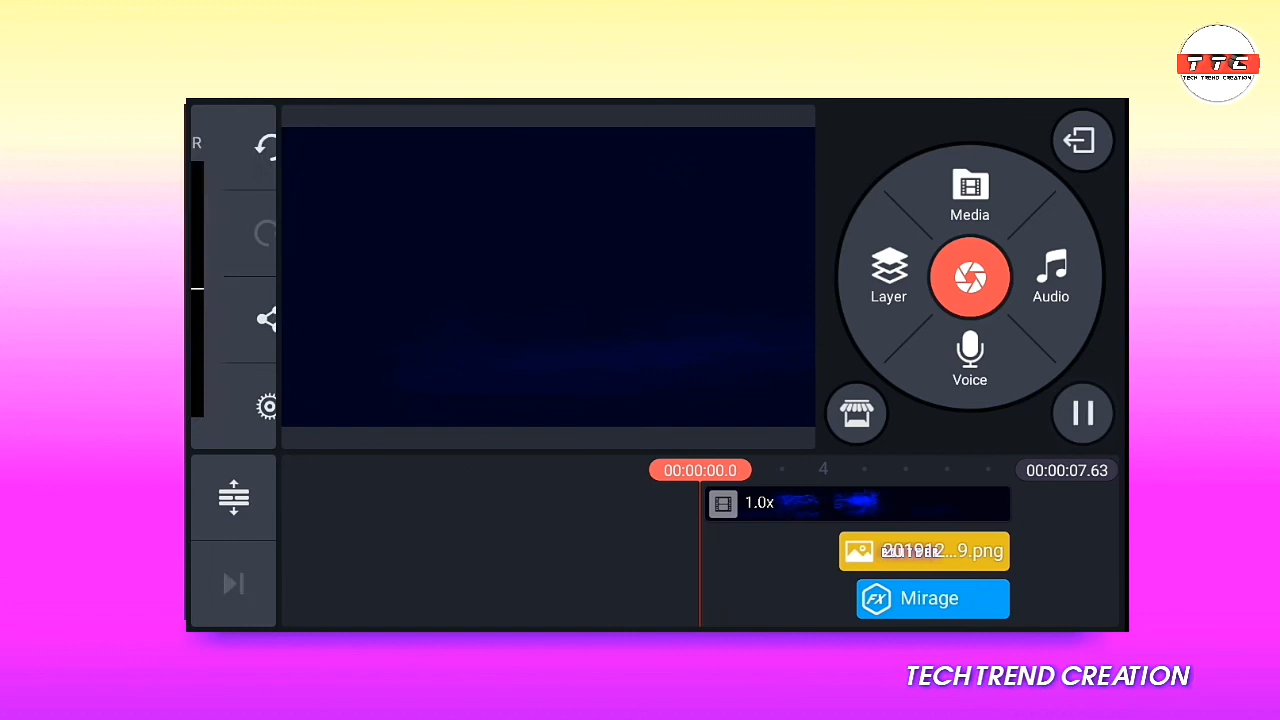 TTC
TECH TREND CREATION
R
Media
Layer
Audio
Voice
00:00:00.0
4
00:00:07.63
1.0x
201912...9.png
Mirage
TECH TREND CREATION